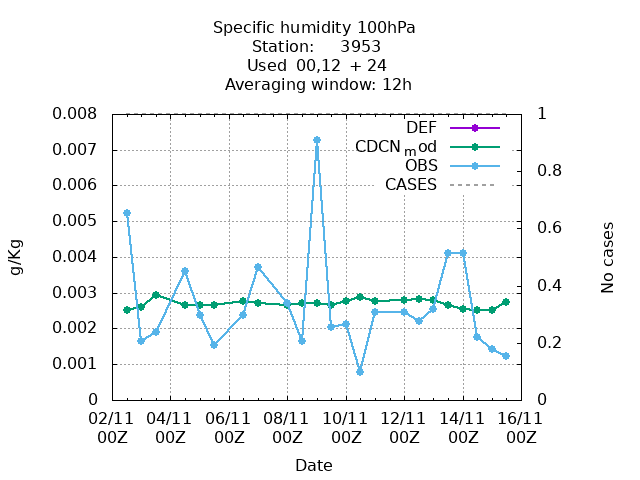 Specific humidity 100hPa
Station: 3953
Used 00,12 + 24
Averaging window: 12h
0.008
0.007
0.006
0.005
0.004
0.003
0.002
0.001
0
g/Kg
DEF
CDCN_mod
OBS
CASES
1
0.8
0.6
0.4
0.2
0
No cases
02/11 04/11 06/11 08/11 10/11 12/11 14/11 16/11
00Z 00Z 00Z 00Z 00Z 00Z 00Z 00Z
Date